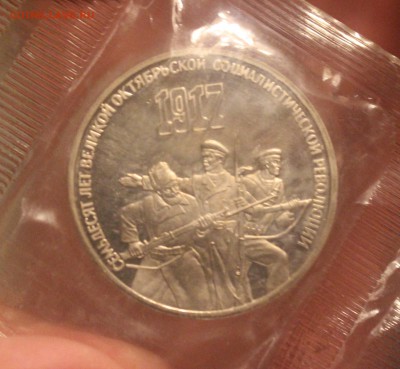 СЕМЬДЕСЯТ ЛЕТ ВЕЛИКОЙ ОКТЯБРЬСКОЙ СОЦИАЛИСТИЧЕСКОЙ РЕВОЛЮЦИИ
1917